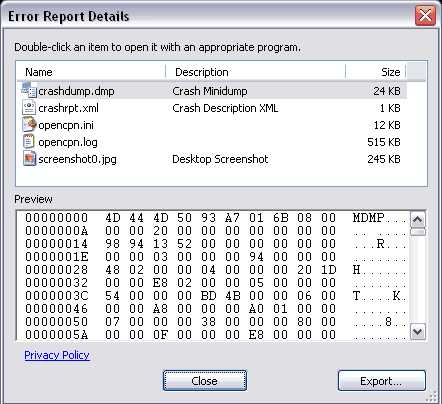 Error Report Details
Double-click an item to open it with an appropriate program.
Name Description Size
crashdump.dmp Crash Minidump 24 KB
crashrpt.xml Crash Description XML 1 KB
opencpn.ini 12 KB
opencpn.log 515 KB
screenshot0.jpg Desktop Screenshot 245 KB
Preview
00000000 4D 44 4D 50 93 A7 01 6B 08 00 MDMP...
0000000A 00 00 20 00 00 00 00 00 00 00 .. .......
00000014 98 94 13 52 00 00 00 00 00 00 ...R...
0000001E 00 00 03 00 00 00 94 00 00 00 .......
00000028 48 02 00 00 04 00 00 00 20 1D H......
00000032 00 00 E8 02 00 00 05 00 00 00 .......
0000003C 54 00 00 00 BD 4B 00 00 06 00 T....K.
00000046 00 00 A8 00 00 00 A0 01 00 00 .......
00000050 07 00 00 00 38 00 00 00 80 00 ....8..
0000005A 00 00 0F 00 00 00 E8 00 00 00 .......
Privacy Policy
Close Export...